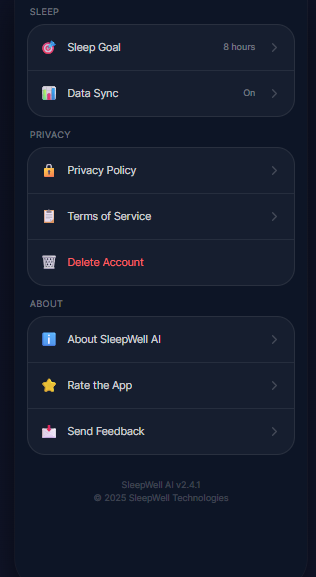 SLEEP
Sleep Goal 8 hours
Data Sync On
PRIVACY
Privacy Policy
Terms of Service
Delete Account
ABOUT
About SleepWell AI
Rate the App
Send Feedback
SleepWell AI v2.4.1
© 2025 SleepWell Technologies